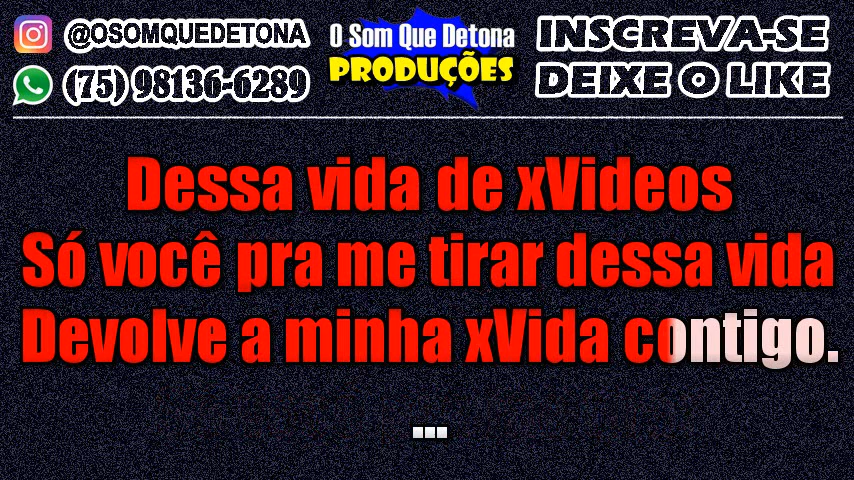 @OSOMQUEDETONA
(75) 98136-6289
O Som Que Detona
PRODUÇÕES
INSCREVA-SE
DEIXE O LIKE
Dessa vida de xVideos
Só você pra me tirar dessa vida
Devolve a minha xVida contigo.
...